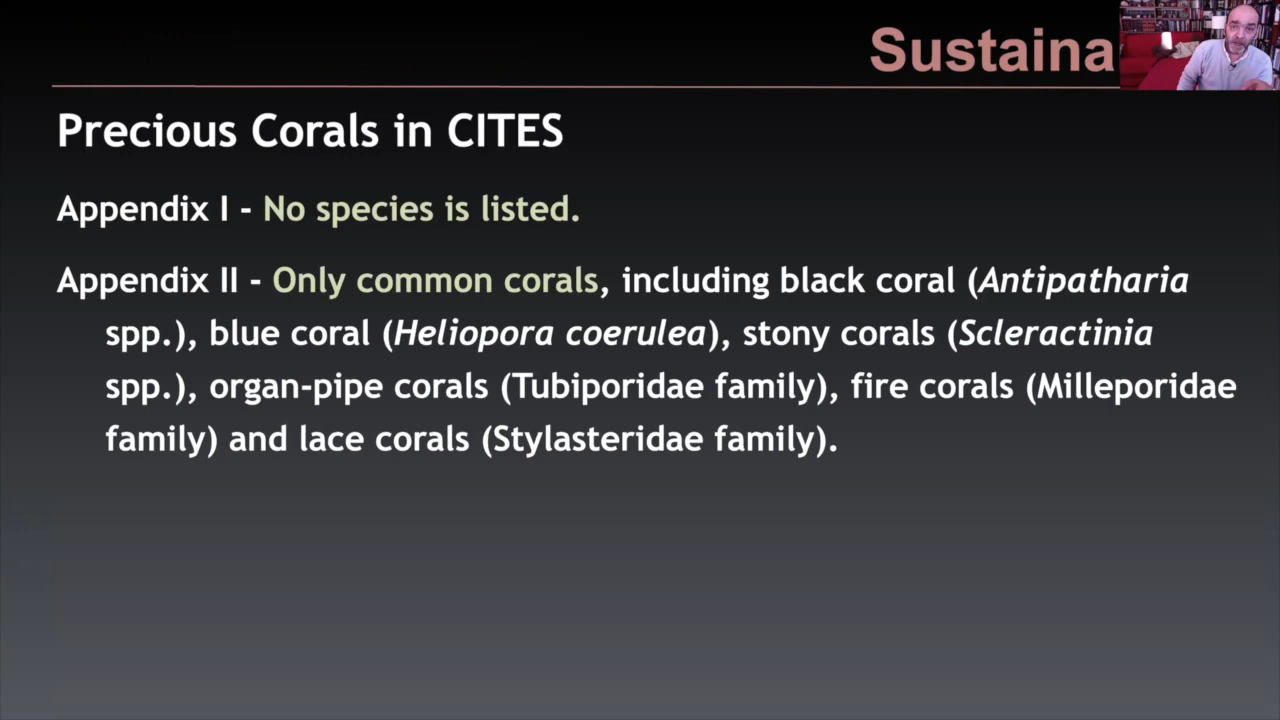 Sustaina
Precious Corals in CITES
Appendix I - No species is listed.
Appendix II - Only common corals, including black coral (Antipatharia
spp.), blue coral (Heliopora coerulea), stony corals (Scleractinia
spp.), organ-pipe corals (Tubiporidae family), fire corals (Milleporidae
family) and lace corals (Stylasteridae family).